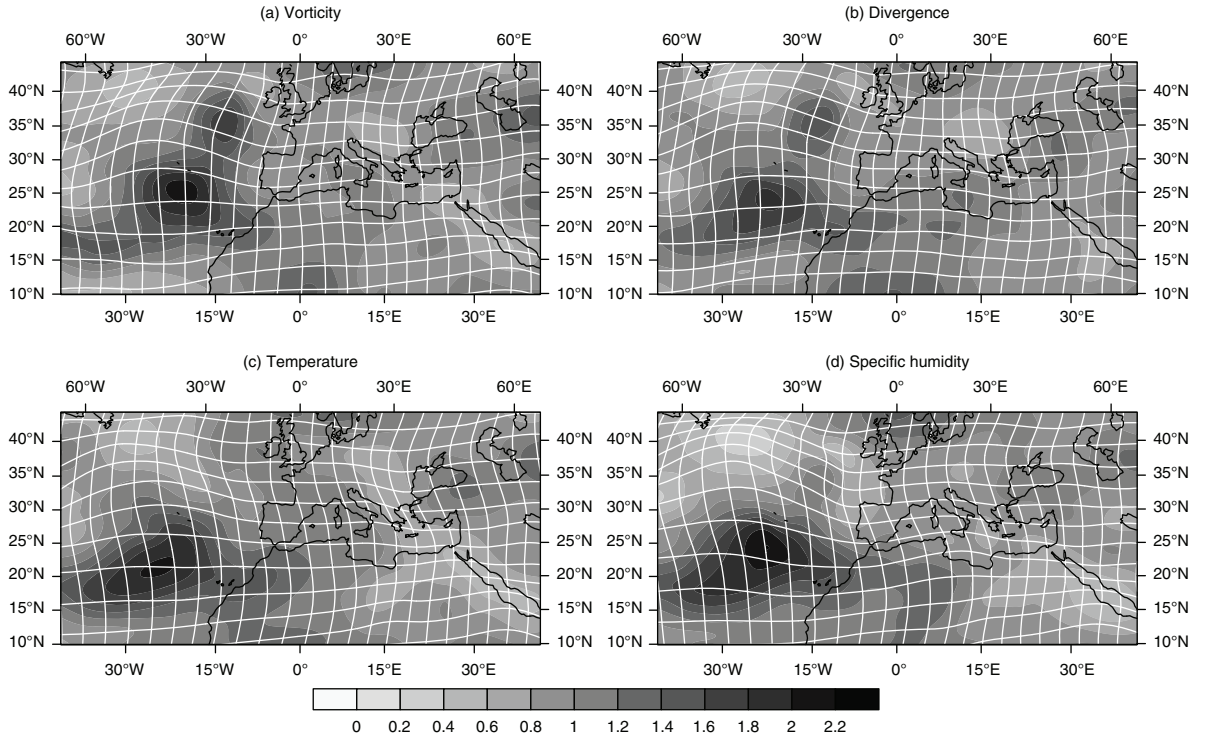 (a) Vorticity
(b) Divergence
60°W 30°W 0° 30°E 60°E
60°W 30°W 0° 30°E 60°E
40°N 40°N 40°N 40°N
35°N 35°N 35°N 35°N
30°N 30°N 30°N 30°N
25°N 25°N 25°N 25°N
20°N 20°N 20°N 20°N
15°N 15°N 15°N 15°N
10°N 10°N 10°N 10°N
30°W 15°W 0° 15°E 30°E
30°W 15°W 0° 15°E 30°E
(c) Temperature
(d) Specific humidity
60°W 30°W 0° 30°E 60°E
60°W 30°W 0° 30°E 60°E
40°N 40°N 40°N 40°N
35°N 35°N 35°N 35°N
30°N 30°N 30°N 30°N
25°N 25°N 25°N 25°N
20°N 20°N 20°N 20°N
15°N 15°N 15°N 15°N
10°N 10°N 10°N 10°N
30°W 15°W 0° 15°E 30°E
30°W 15°W 0° 15°E 30°E
0 0.2 0.4 0.6 0.8 1 1.2 1.4 1.6 1.8 2 2.2